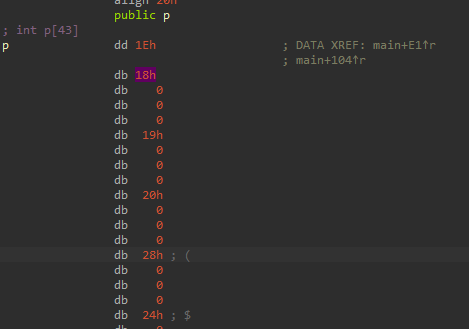 align 20h
public p
; int p[43]
p dd 1Eh ; DATA XREF: main+E1↑r
; main+104↑r
db 18h
db 0
db 0
db 0
db 19h
db 0
db 0
db 0
db 20h
db 0
db 0
db 0
db 28h ; (
db 0
db 0
db 0
db 24h ; $
db 0